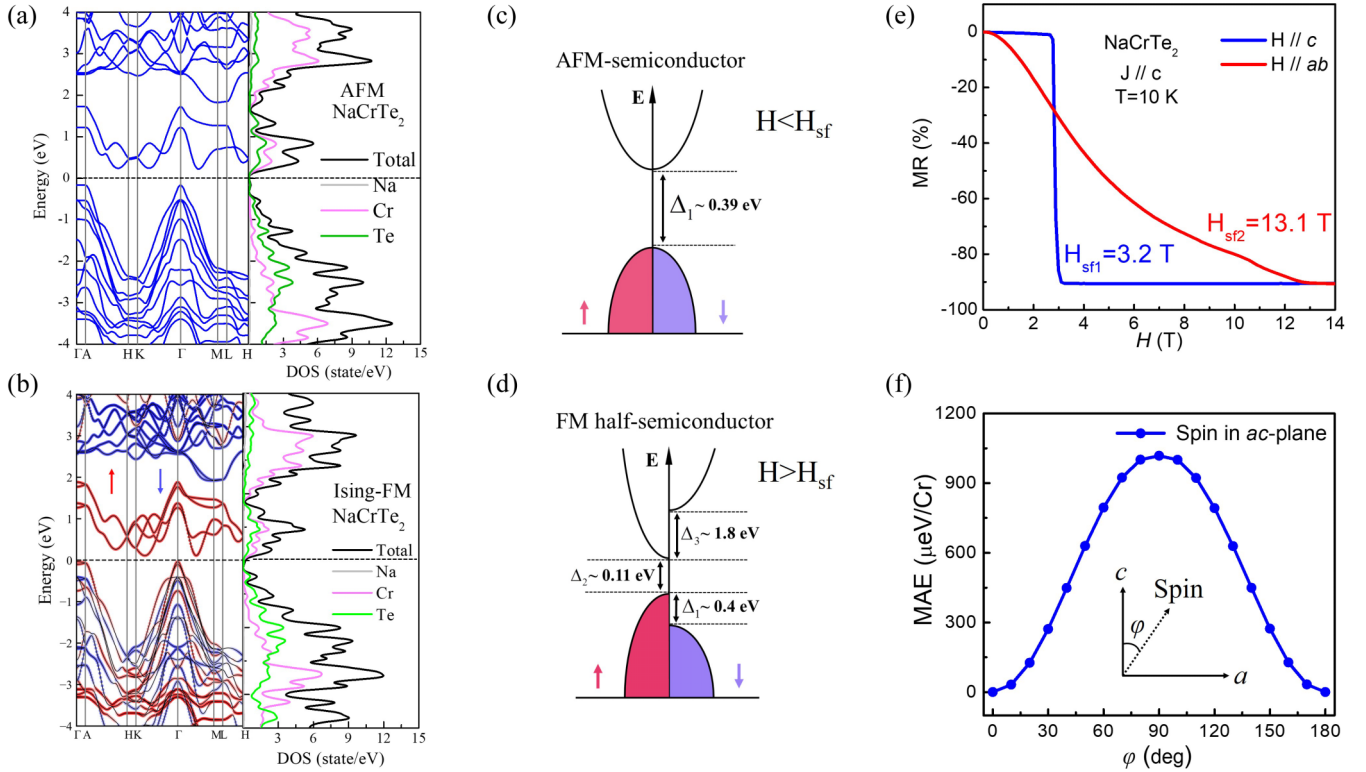 (a)
4
3
2
1
0
-1
-2
-3
-4
Energy (eV)
AFM
NaCrTe₂
Total
Na
Cr
Te
ΓA HK Γ ML H
3 6 9 12 15
DOS (state/eV)
(b)
4
3
2
1
0
-1
-2
-3
-4
Energy (eV)
Ising-FM
NaCrTe₂
Total
Na
Cr
Te
ΓA HK Γ ML H
3 6 9 12 15
DOS (state/eV)
(c)
AFM-semiconductor
E
H<Hsf
Δ₁~ 0.39 eV
(d)
FM half-semiconductor
E
H>Hsf
Δ₃~ 1.8 eV
Δ₂~ 0.11 eV
Δ₁~ 0.4 eV
(e)
0
-20
-40
-60
-80
-100
MR (%)
NaCrTe₂
J // c
T=10 K
H // c
H // ab
Hsf1=3.2 T
Hsf2=13.1 T
0 2 4 6 8 10 12 14
H (T)
(f)
1200
900
600
300
0
MAE (μeV/Cr)
Spin in ac-plane
c
Spin
φ
a
0 30 60 90 120 150 180
φ (deg)